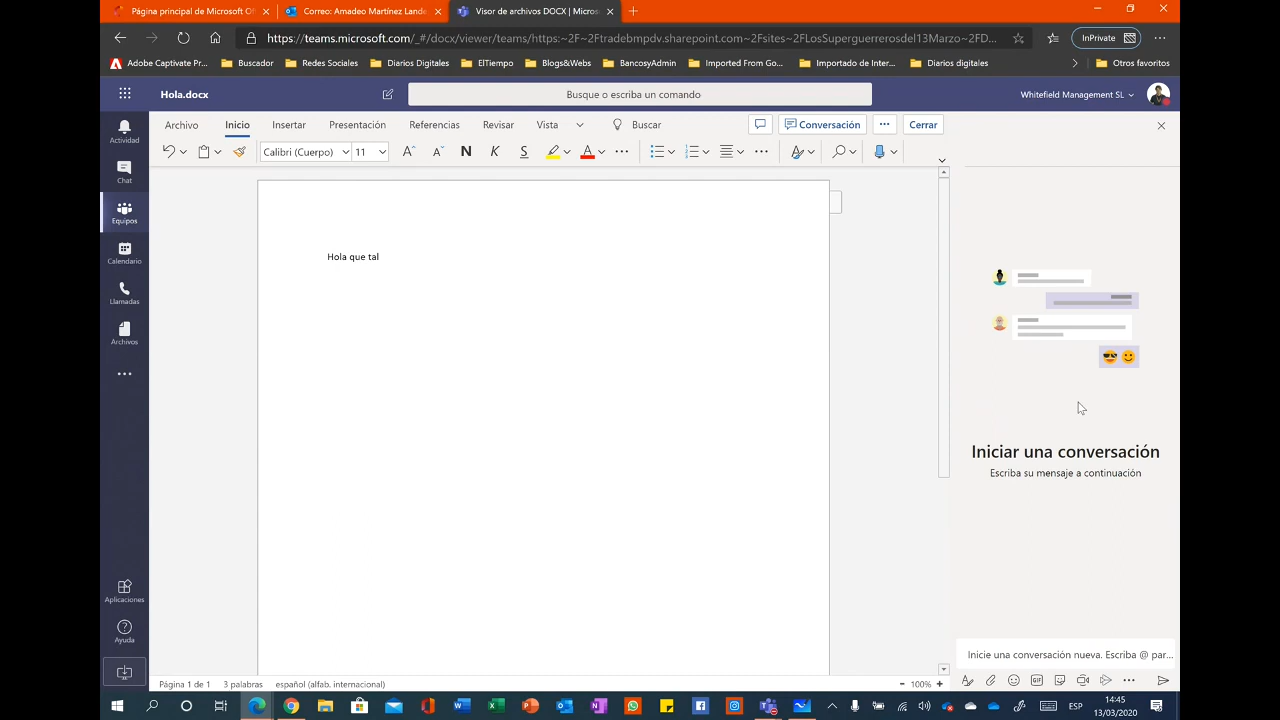 Página principal de Microsoft Of
Correo: Amadeo Martínez Lande
Visor de archivos DOCX | Micros
https://teams.microsoft.com/_#/docx/viewer/teams/https:~2F~2Ftradebmpdv.sharepoint.com~2Fsites~2FLosSuperguerrerosdel13Marzo~2FD...
InPrivate
Adobe Captivate Pr...
Buscador
Redes Sociales
Diarios Digitales
ElTiempo
Blogs&Webs
BancosyAdmin
Imported From Go...
Importado de Inter...
Diarios digitales
Otros favoritos
Hola.docx
Busque o escriba un comando
Whitefield Management SL
Archivo
Inicio
Insertar
Presentación
Referencias
Revisar
Vista
Buscar
Conversación
Cerrar
Calibri (Cuerpo)
11
N
K
S
Actividad
Chat
Equipos
Calendario
Llamadas
Archivos
Aplicaciones
Ayuda
Hola que tal
Iniciar una conversación
Escriba su mensaje a continuación
Inicie una conversación nueva. Escriba @ par...
GIF
Página 1 de 1
3 palabras
español (alfab. internacional)
100%
ESP
14:45
13/03/2020